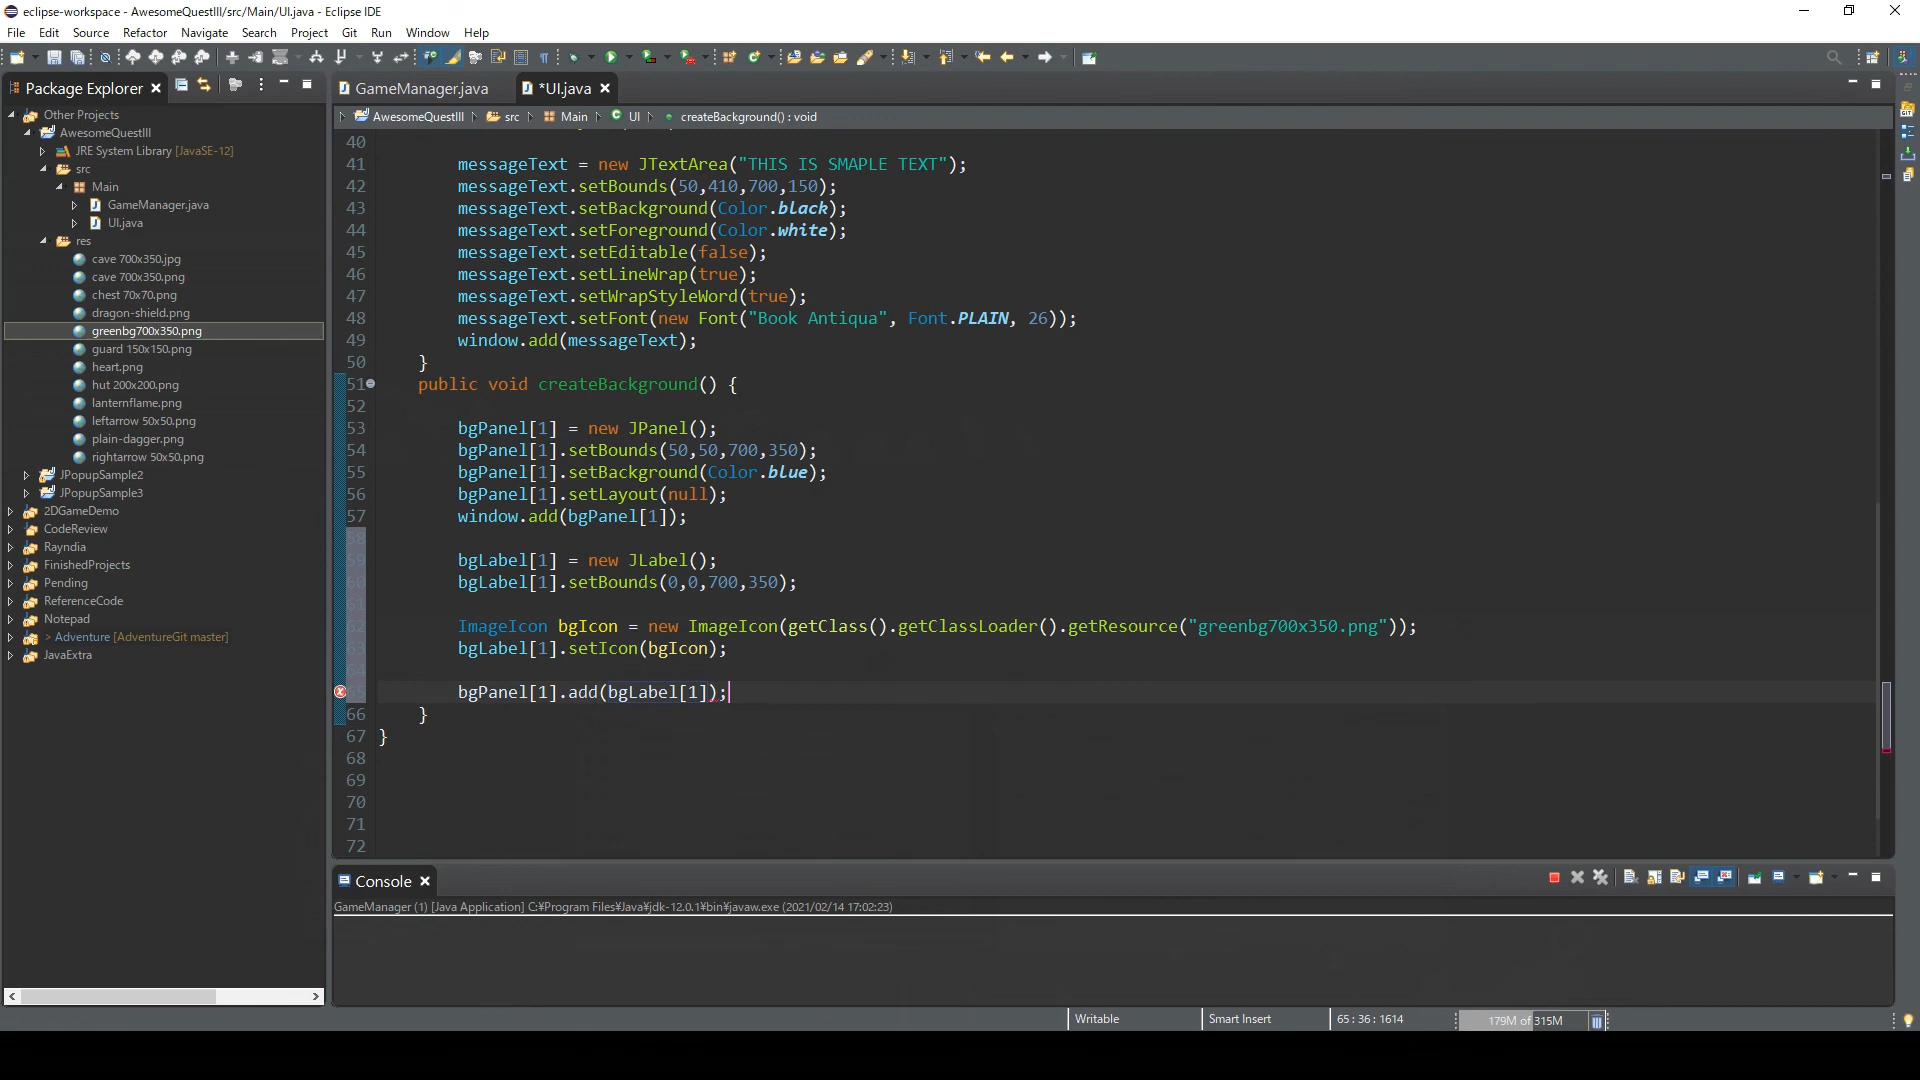 eclipse-workspace - AwesomeQuestIII/src/Main/UI.java - Eclipse IDE
File Edit Source Refactor Navigate Search Project Git Run Window Help
Package Explorer
GameManager.java
*UI.java
AwesomeQuestIII src Main UI createBackground() : void
Other Projects
AwesomeQuestIII
JRE System Library [JavaSE-12]
src
Main
GameManager.java
UI.java
res
cave 700x350.jpg
cave 700x350.png
chest 70x70.png
dragon-shield.png
greenbg700x350.png
guard 150x150.png
heart.png
hut 200x200.png
lanternflame.png
leftarrow 50x50.png
plain-dagger.png
rightarrow 50x50.png
JPopupSample2
JPopupSample3
2DGameDemo
CodeReview
Rayndia
FinishedProjects
Pending
ReferenceCode
Notepad
> Adventure [AdventureGit master]
JavaExtra
40
41 messageText = new JTextArea("THIS IS SMAPLE TEXT");
42 messageText.setBounds(50,410,700,150);
43 messageText.setBackground(Color.black);
44 messageText.setForeground(Color.white);
45 messageText.setEditable(false);
46 messageText.setLineWrap(true);
47 messageText.setWrapStyleWord(true);
48 messageText.setFont(new Font("Book Antiqua", Font.PLAIN, 26));
49 window.add(messageText);
50 }
51 public void createBackground() {
52
53 bgPanel[1] = new JPanel();
54 bgPanel[1].setBounds(50,50,700,350);
55 bgPanel[1].setBackground(Color.blue);
56 bgPanel[1].setLayout(null);
57 window.add(bgPanel[1]);
58
59 bgLabel[1] = new JLabel();
60 bgLabel[1].setBounds(0,0,700,350);
61
62 ImageIcon bgIcon = new ImageIcon(getClass().getClassLoader().getResource("greenbg700x350.png"));
63 bgLabel[1].setIcon(bgIcon);
64
65 bgPanel[1].add(bgLabel[1]);
66 }
67 }
68
69
70
71
72
Console
GameManager (1) [Java Application] C:¥Program Files¥Java¥jdk-12.0.1¥bin¥javaw.exe (2021/02/14 17:02:23)
Writable Smart Insert 65 : 36 : 1614 179M of 315M